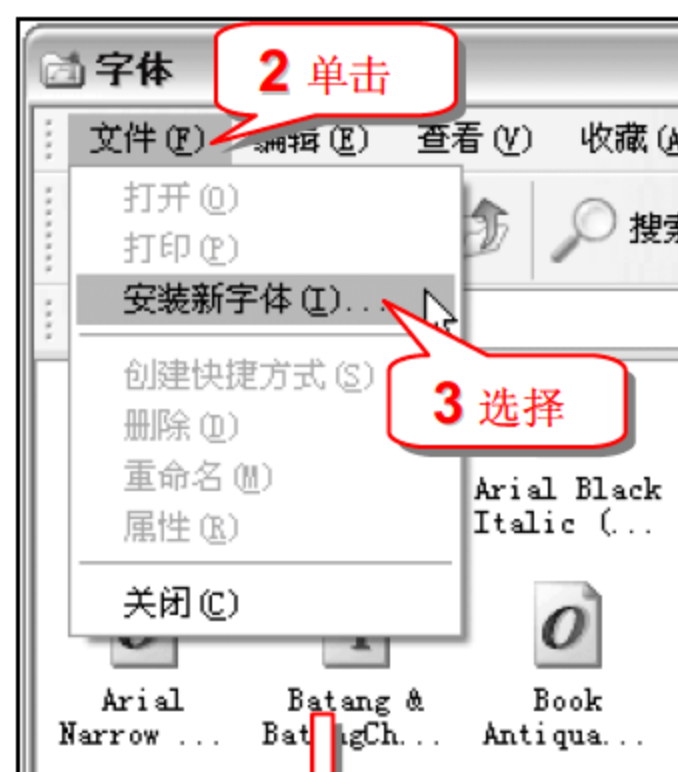 字体
2 单击
文件(F) 编辑(E) 查看(V) 收藏(A
搜索
打开(O)
打印(P)
安装新字体(I)...
创建快捷方式(S)
3 选择
删除(D)
重命名(M)
属性(R)
关闭(C)
Arial Black
Italic (...
Arial
Narrow ...
Batang &
BatangCh...
Book
Antiqua...